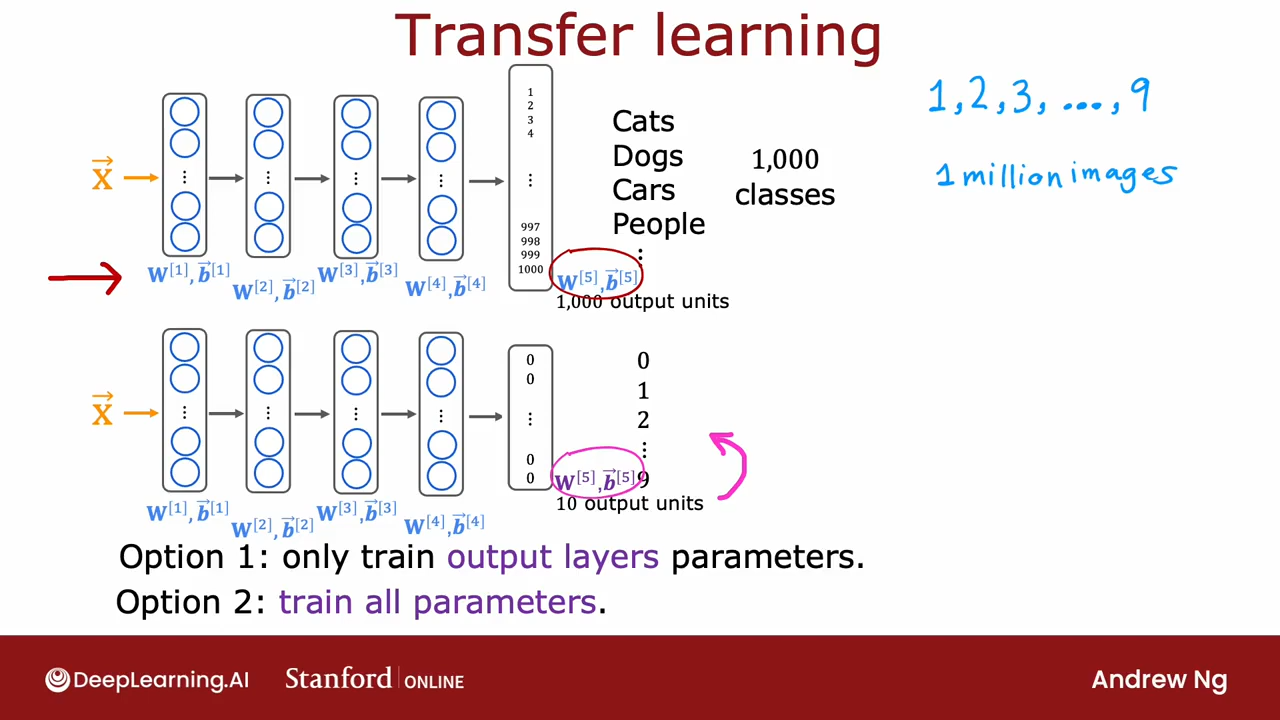 Transfer learning
1, 2, 3, ..., 9
1 million images
x
1
2
3
4
⋮
997
998
999
1000
Cats
Dogs
Cars
People
⋮
1,000
classes
W[1], b[1]
W[2], b[2]
W[3], b[3]
W[4], b[4]
W[5], b[5]
1,000 output units
x
0
0
⋮
0
0
0
1
2
⋮
9
W[1], b[1]
W[2], b[2]
W[3], b[3]
W[4], b[4]
W[5], b[5]
10 output units
Option 1: only train output layers parameters.
Option 2: train all parameters.
DeepLearning.AI
Stanford | ONLINE
Andrew Ng